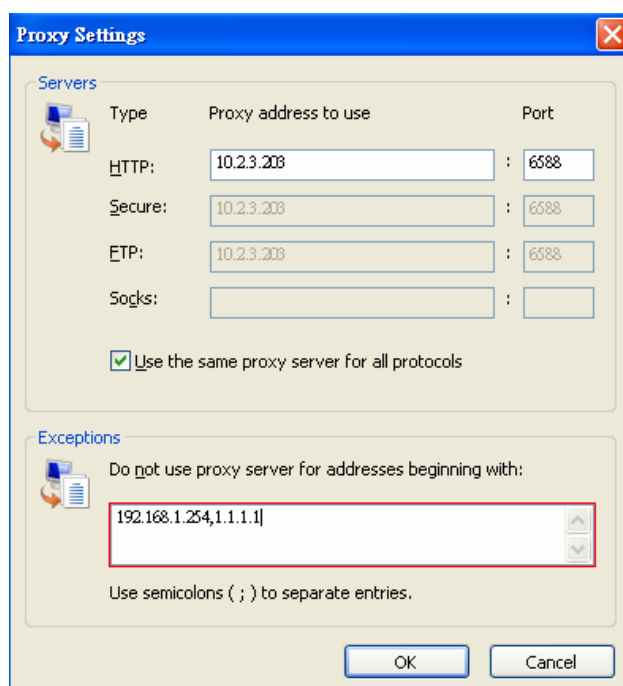 Proxy Settings
Servers
Type Proxy address to use Port
HTTP: 10.2.3.203 : 6588
Secure: 10.2.3.203 : 6588
FTP: 10.2.3.203 : 6588
Socks: :
Use the same proxy server for all protocols
Exceptions
Do not use proxy server for addresses beginning with:
192.168.1.254,1.1.1.1
Use semicolons ( ; ) to separate entries.
OK Cancel